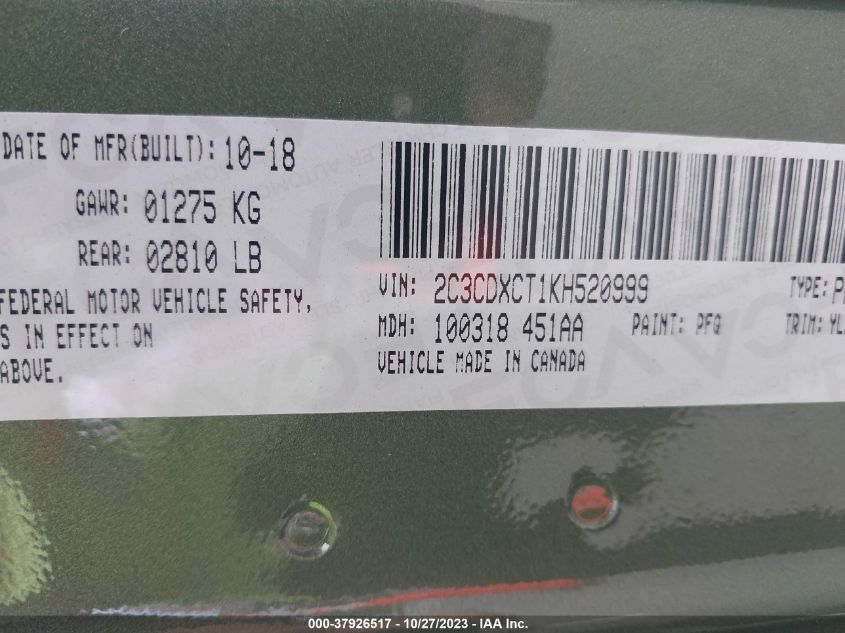 DATE OF MFR(BUILT): 10-18
GAWR: 01275 KG
REAR: 02810 LB
FEDERAL MOTOR VEHICLE SAFETY,
S IN EFFECT ON
ABOVE.
VIN: 2C3CDXCT1KH520999 TYPE:
MDH: 100318 451AA PAINT: PFQ TRIM: YL
VEHICLE MADE IN CANADA
000-37926517 - 10/27/2023 - IAA Inc.